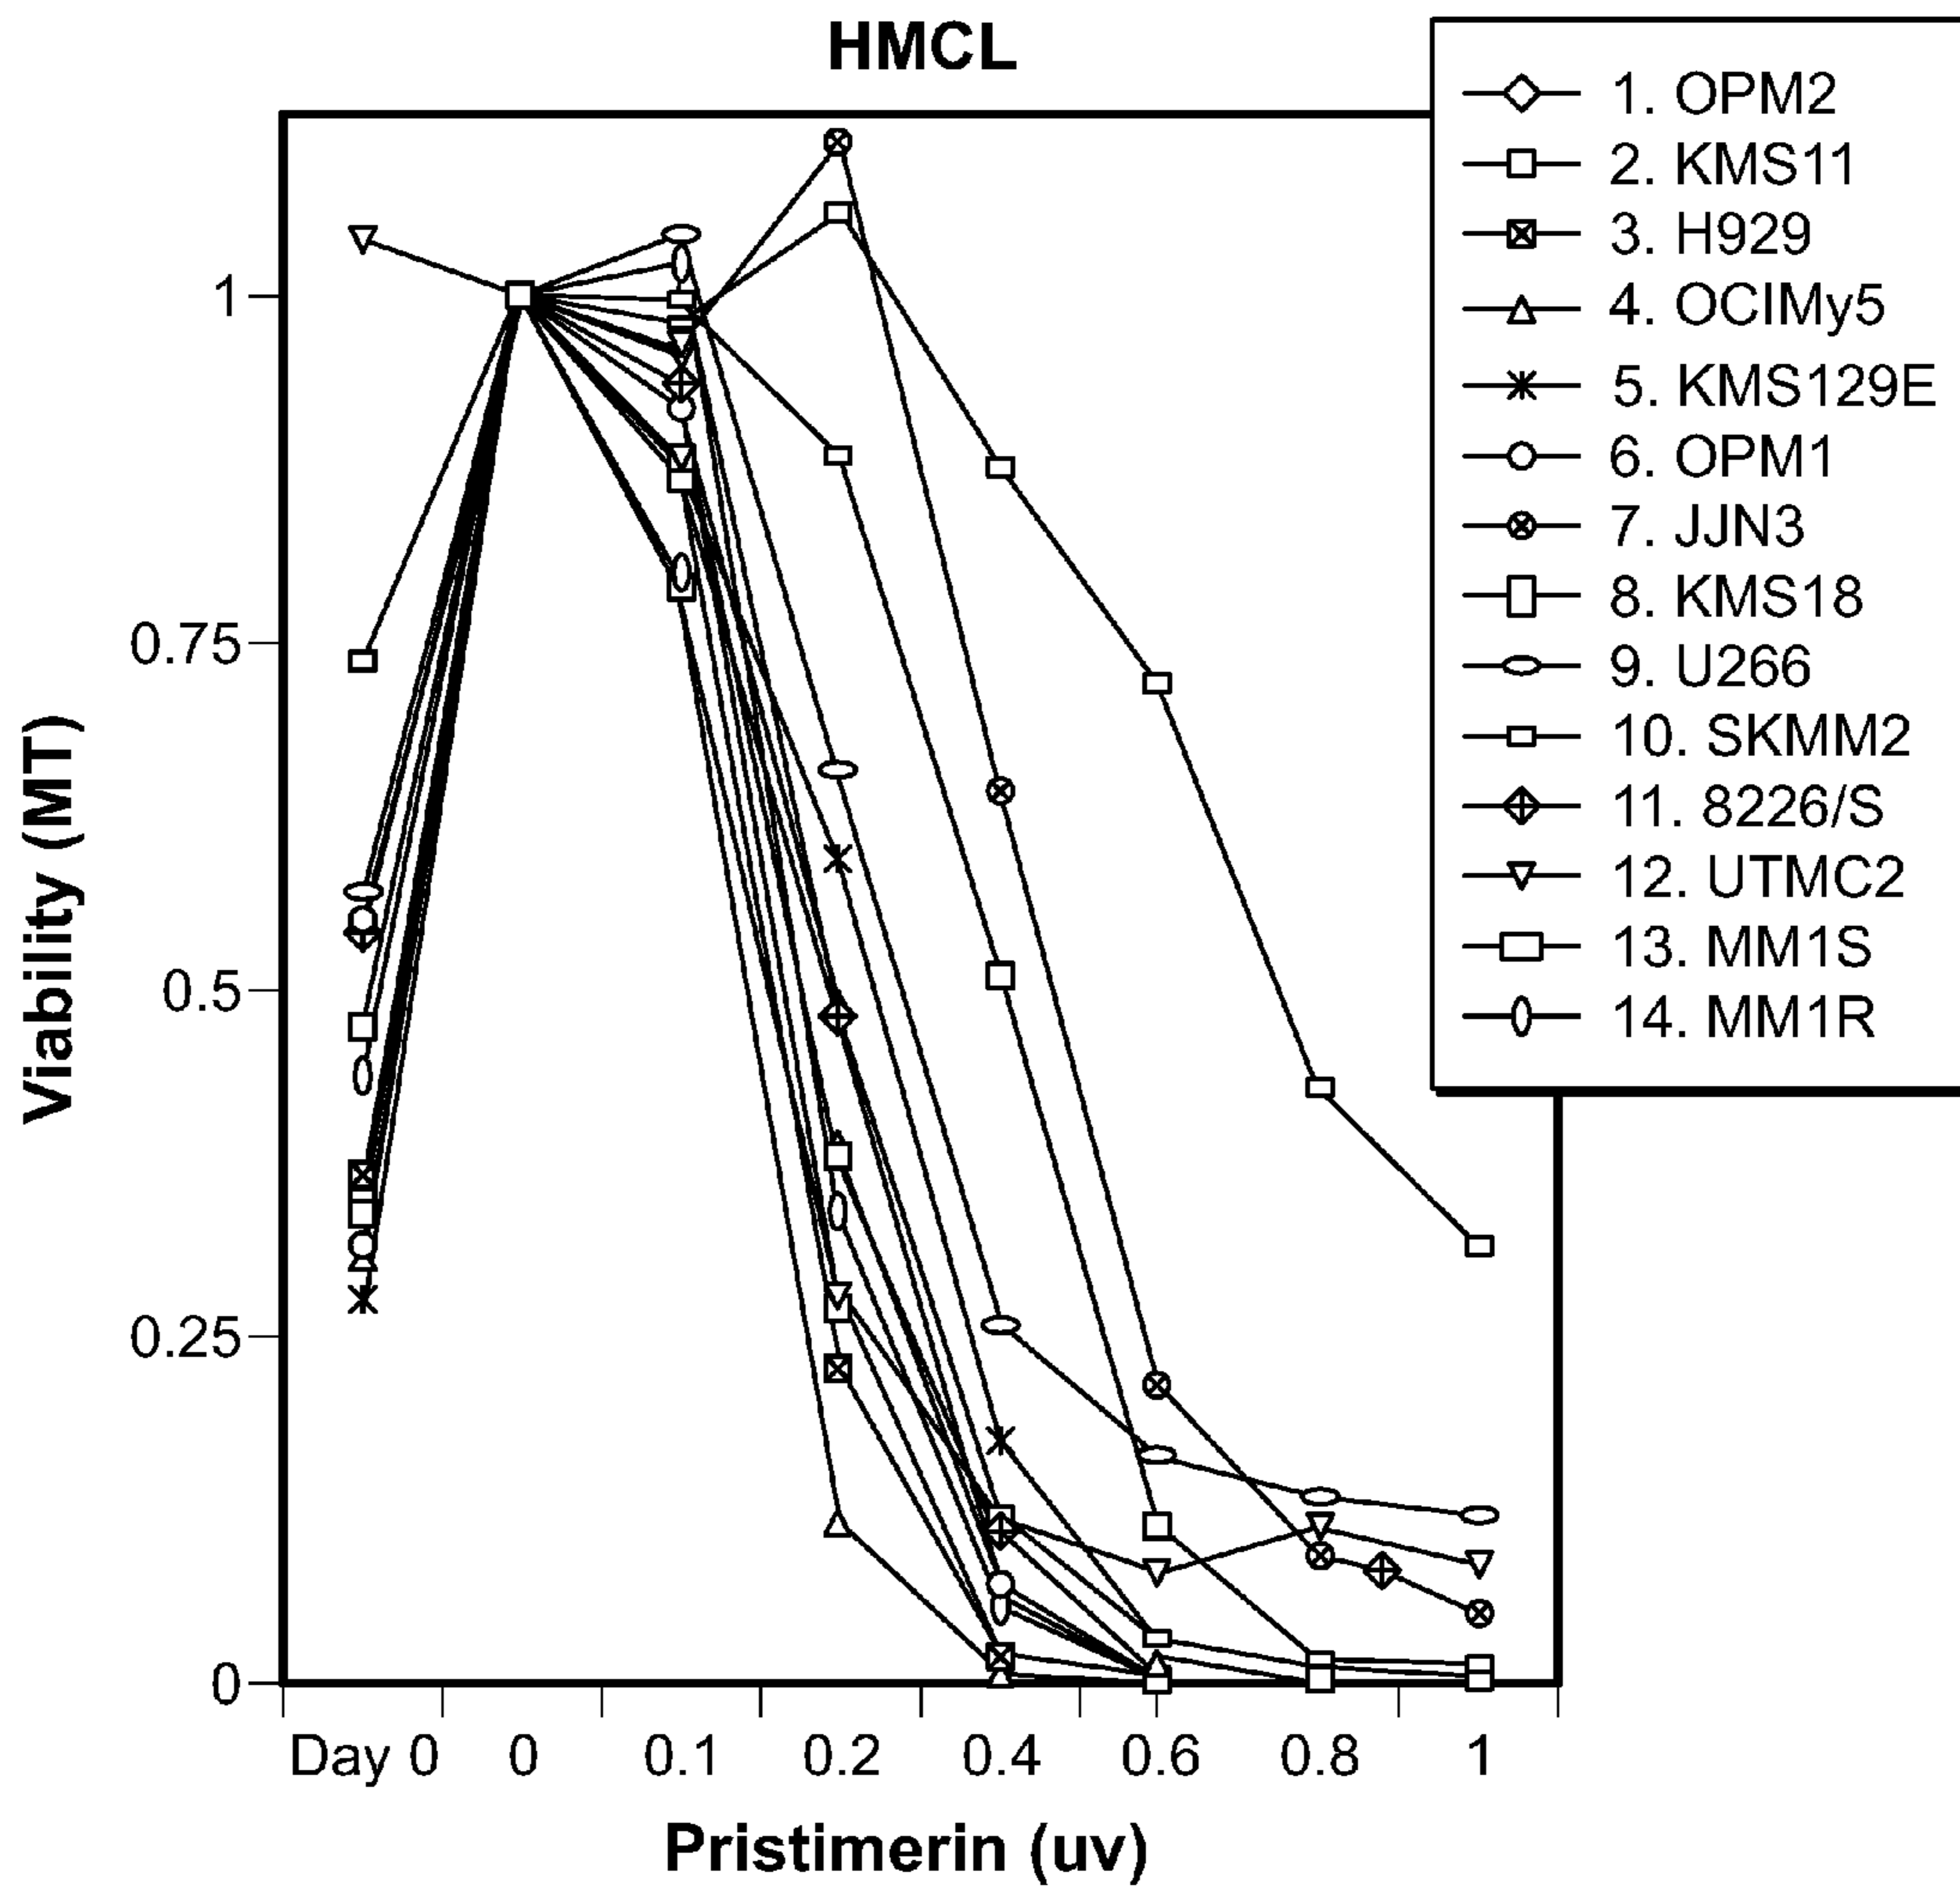 HMCL
1. OPM2
2. KMS11
3. H929
4. OCIMy5
5. KMS129E
6. OPM1
7. JJN3
8. KMS18
9. U266
10. SKMM2
11. 8226/S
12. UTMC2
13. MM1S
14. MM1R
Viability (MT)
1
0.75
0.5
0.25
0
Day 0 0 0.1 0.2 0.4 0.6 0.8 1
Pristimerin (uv)